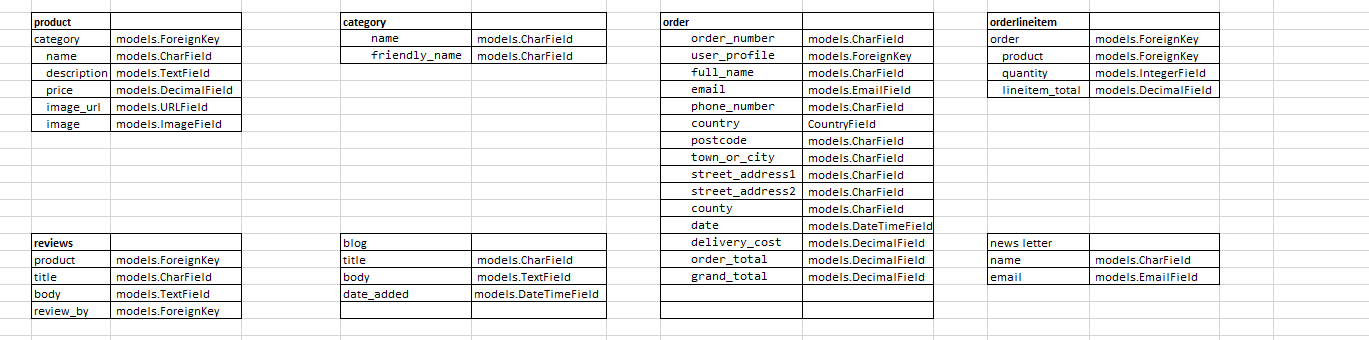 product
category models.ForeignKey
name models.CharField
description models.TextField
price models.DecimalField
image_url models.URLField
image models.ImageField
category
name models.CharField
friendly_name models.CharField
order
order_number models.CharField
user_profile models.ForeignKey
full_name models.CharField
email models.EmailField
phone_number models.CharField
country CountryField
postcode models.CharField
town_or_city models.CharField
street_address1 models.CharField
street_address2 models.CharField
county models.CharField
date models.DateTimeField
delivery_cost models.DecimalField
order_total models.DecimalField
grand_total models.DecimalField
orderlineitem
order models.ForeignKey
product models.ForeignKey
quantity models.IntegerField
lineitem_total models.DecimalField
reviews
product models.ForeignKey
title models.CharField
body models.TextField
review_by models.ForeignKey
blog
title models.CharField
body models.TextField
date_added models.DateTimeField
news letter
name models.CharField
email models.EmailField